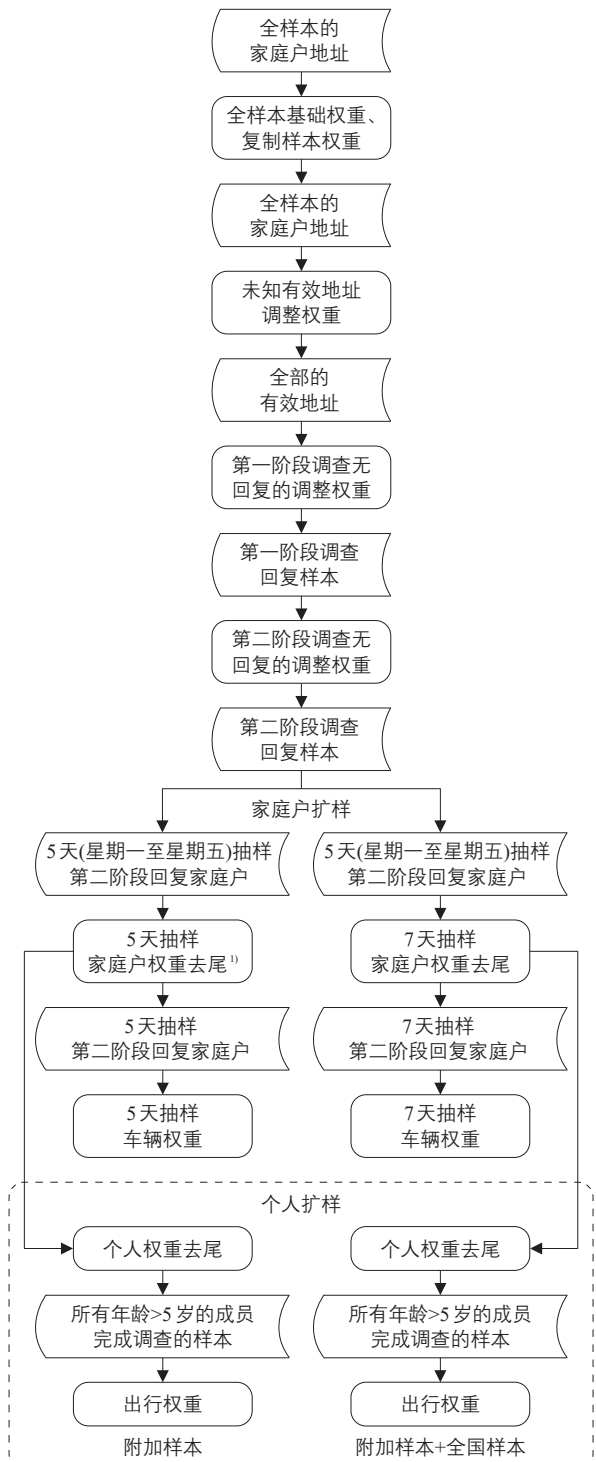 全样本的
家庭户地址
全样本基础权重、
复制样本权重
全样本的
家庭户地址
未知有效地址
调整权重
全部的
有效地址
第一阶段调查无
回复的调整权重
第一阶段调查
回复样本
第二阶段调查无
回复的调整权重
第二阶段调查
回复样本
家庭户扩样
5天(星期一至星期五)抽样
第二阶段回复家庭户
5天(星期一至星期五)抽样
第二阶段回复家庭户
5天抽样
家庭户权重去尾1)
7天抽样
家庭户权重去尾
5天抽样
第二阶段回复家庭户
7天抽样
第二阶段回复家庭户
5天抽样
车辆权重
7天抽样
车辆权重
个人扩样
个人权重去尾
个人权重去尾
所有年龄>5岁的成员
完成调查的样本
所有年龄>5岁的成员
完成调查的样本
出行权重
出行权重
附加样本
附加样本+全国样本